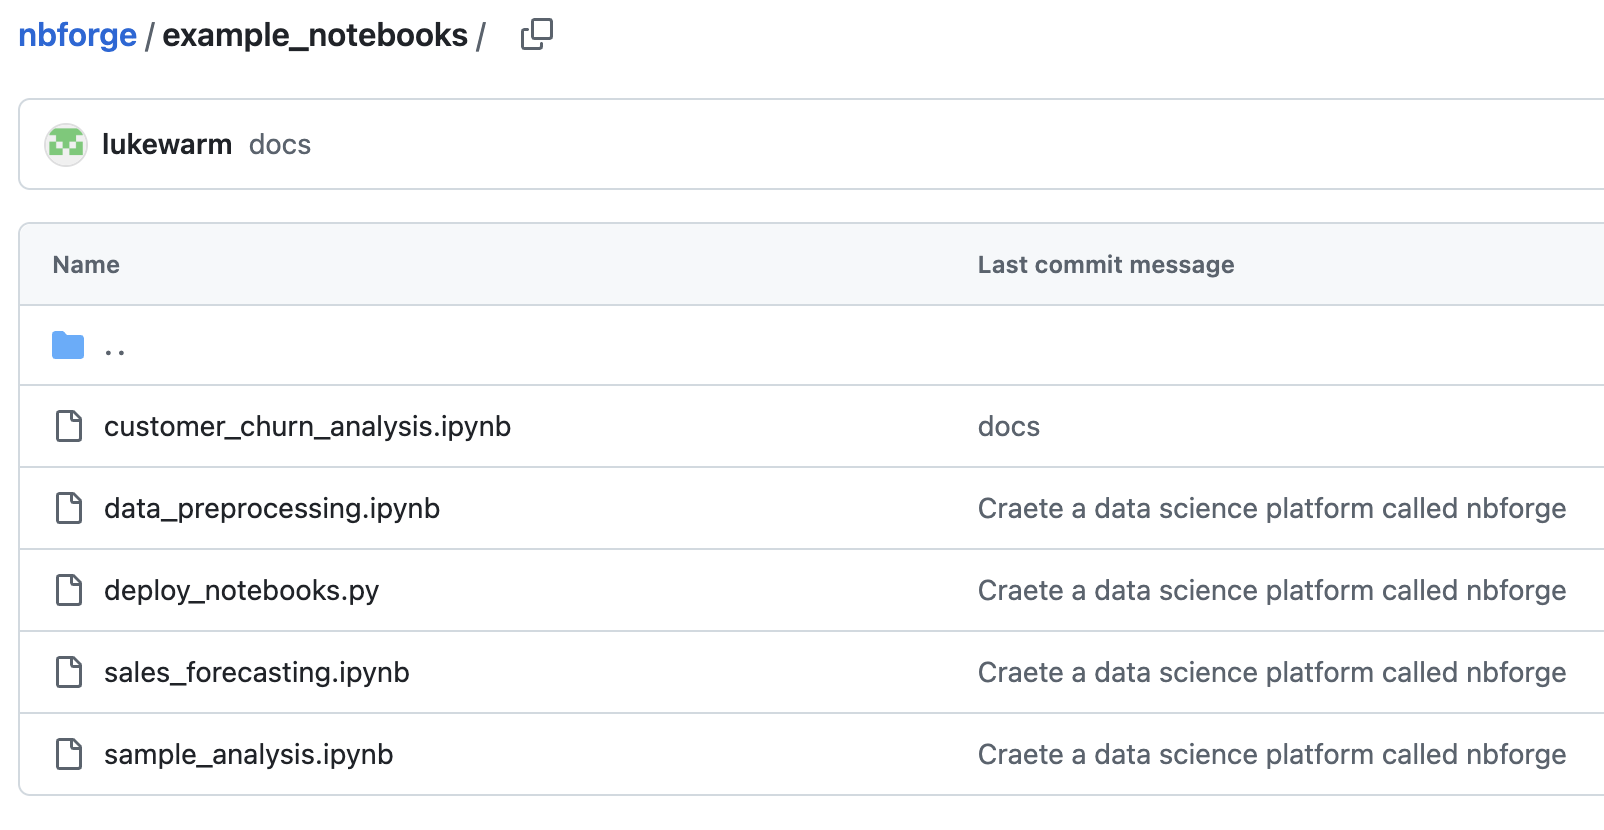 nbforge / example_notebooks /
lukewarm docs
Name Last commit message
..
customer_churn_analysis.ipynb docs
data_preprocessing.ipynb Craete a data science platform called nbforge
deploy_notebooks.py Craete a data science platform called nbforge
sales_forecasting.ipynb Craete a data science platform called nbforge
sample_analysis.ipynb Craete a data science platform called nbforge